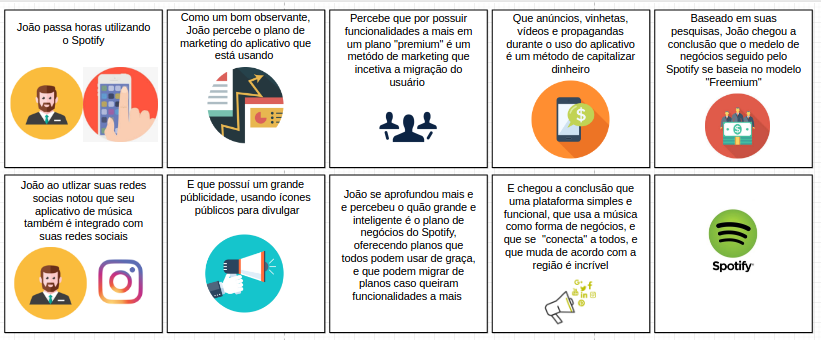 João passa horas utilizando
o Spotify
Como um bom observante,
João percebe o plano de
marketing do aplicativo que
está usando
Percebe que por possuir
funcionalidades a mais em
um plano "premium" é um
metódo de marketing que
incetiva a migração do
usuário
Que anúncios, vinhetas,
vídeos e propagandas
durante o uso do aplicativo
é um método de capitalizar
dinheiro
Baseado em suas
pesquisas, João chegou a
conclusão que o medelo de
negócios seguido pelo
Spotify se baseia no modelo
"Freemium"
João ao utlizar suas redes
socias notou que seu
aplicativo de música
também é integrado com
suas redes sociais
E que possuí um grande
públicidade, usando ícones
públicos para divulgar
João se aprofundou mais e
e percebeu o quão grande e
inteligente é o plano de
negócios do Spotify,
oferecendo planos que
todos podem usar de graça,
e que podem migrar de
planos caso queiram
funcionalidades a mais
E chegou a conclusão que
uma plataforma simples e
funcional, que usa a música
como forma de negócios, e
que se "conecta" a todos, e
que muda de acordo com a
região é incrível
Spotify